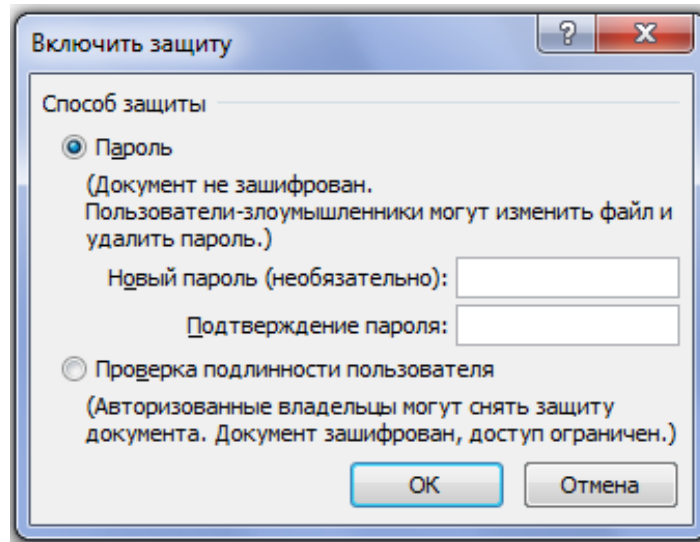 Включить защиту
Способ защиты
Пароль
(Документ не зашифрован.
Пользователи-злоумышленники могут изменить файл и
удалить пароль.)
Новый пароль (необязательно):
Подтверждение пароля:
Проверка подлинности пользователя
(Авторизованные владельцы могут снять защиту
документа. Документ зашифрован, доступ ограничен.)
ОК Отмена